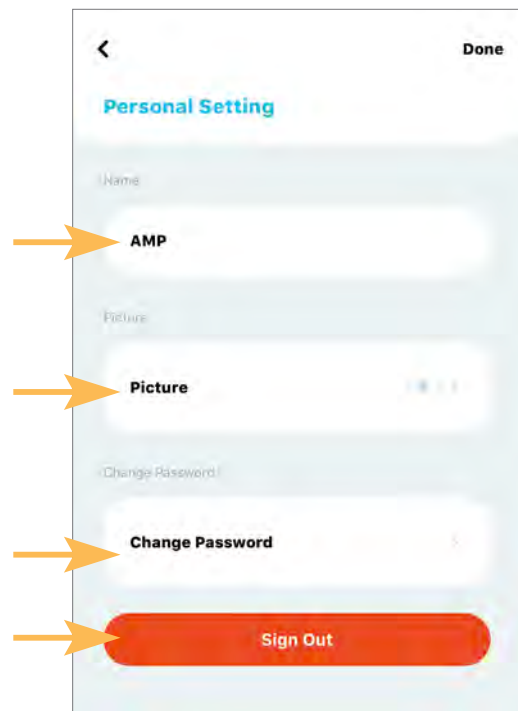 Done
Personal Setting
Name
AMP
Picture
Picture
Change Password
Change Password
Sign Out